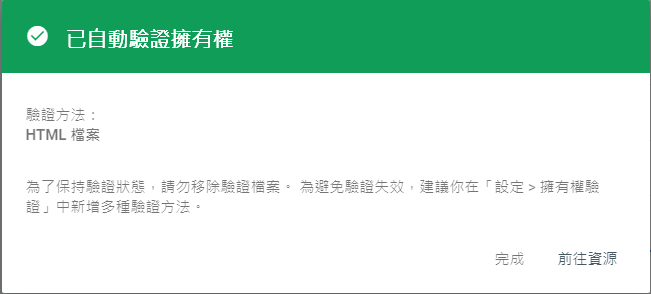 已自動驗證擁有權
驗證方法：
HTML 檔案
為了保持驗證狀態，請勿移除驗證檔案。 為避免驗證失效，建議你在「設定 > 擁有權驗
證」中新增多種驗證方法。
完成 前往資源